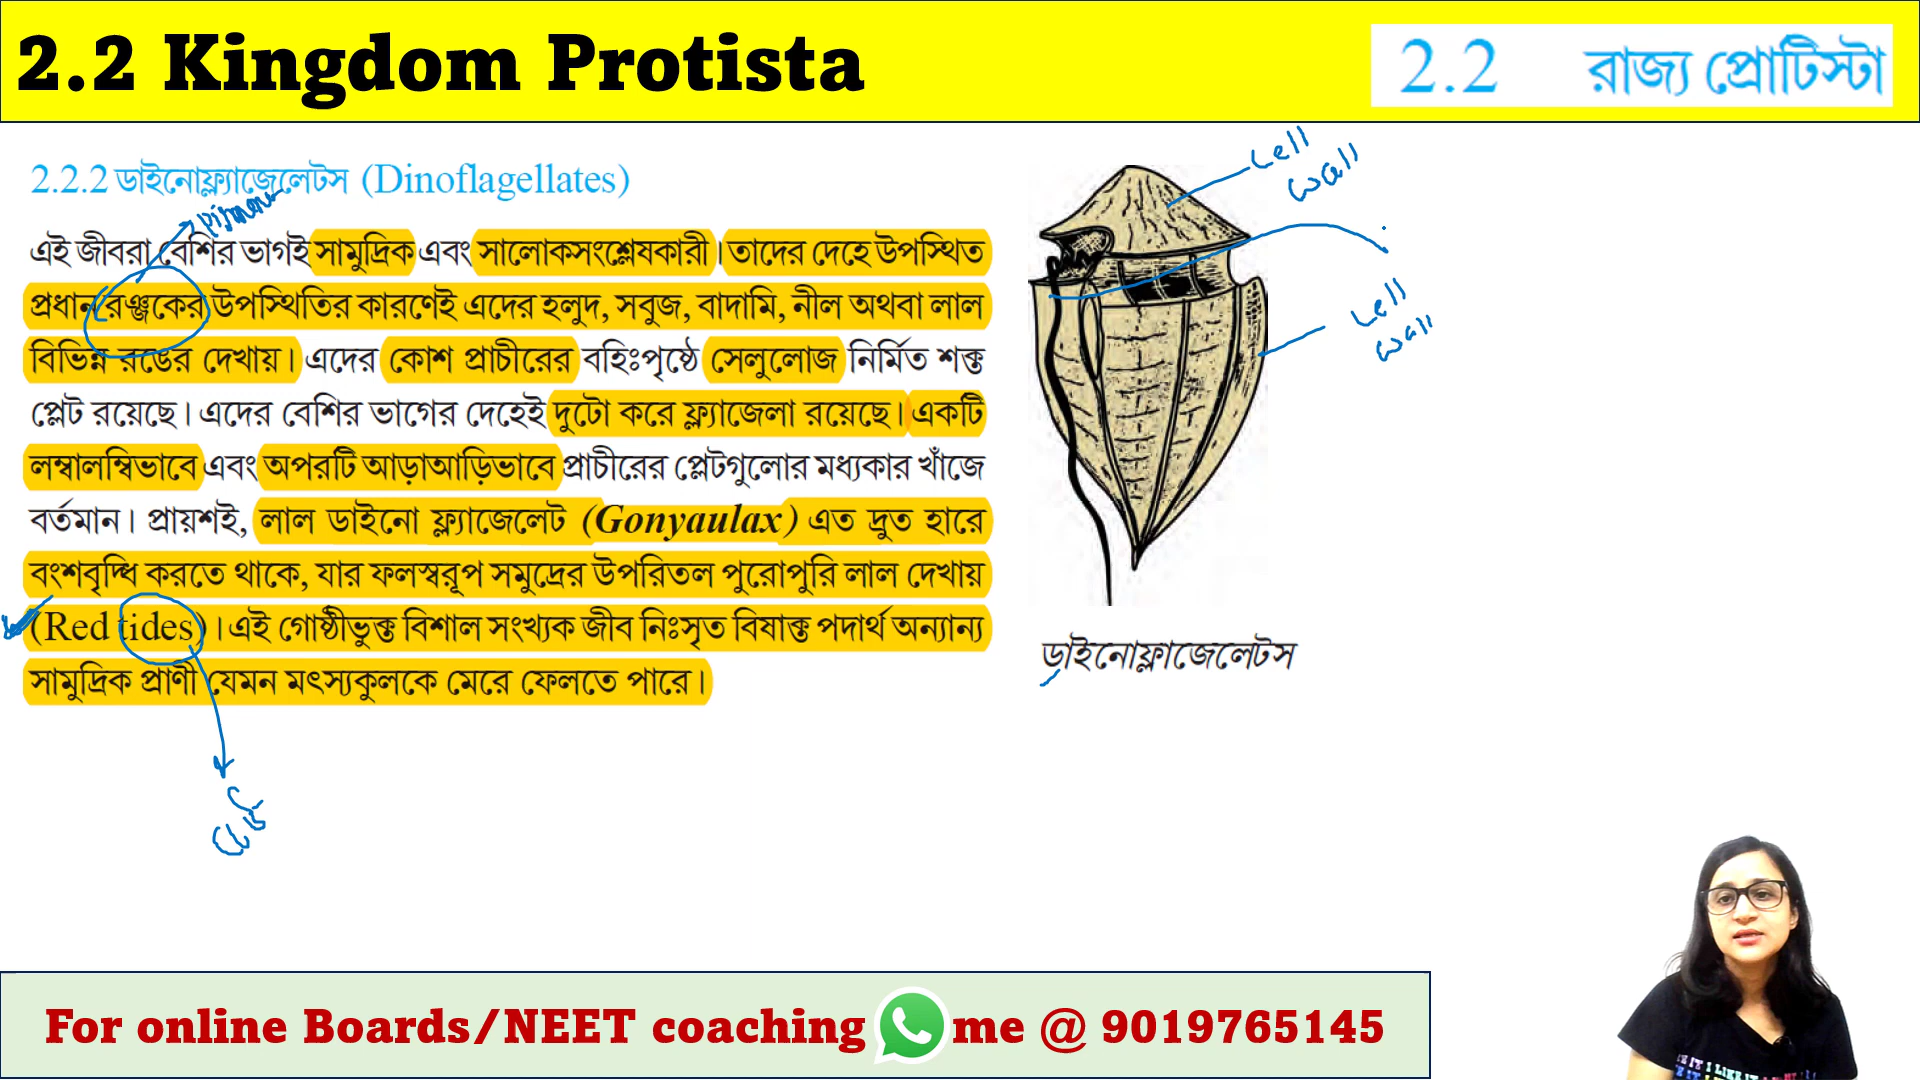 2.2 Kingdom Protista
2.2 রাজ্য প্রোটিস্টা
2.2.2 ডাইনোফ্ল্যাজেলেটস (Dinoflagellates)
এই জীবরা বেশির ভাগই সামুদ্রিক এবং সালোকসংশ্লেষকারী। তাদের দেহে উপস্থিত
প্রধান রঞ্জকের উপস্থিতির কারণেই এদের হলুদ, সবুজ, বাদামি, নীল অথবা লাল
বিভিন্ন রঙের দেখায়। এদের কোশ প্রাচীরের বহিঃপৃষ্ঠে সেলুলোজ নির্মিত শক্ত
প্লেট রয়েছে। এদের বেশির ভাগের দেহেই দুটো করে ফ্ল্যাজেলা রয়েছে। একটি
লম্বালম্বিভাবে এবং অপরটি আড়াআড়িভাবে প্রাচীরের প্লেটগুলোর মধ্যকার খাঁজে
বর্তমান। প্রায়শই, লাল ডাইনো ফ্ল্যাজেলেট (Gonyaulax) এত দ্রুত হারে
বংশবৃদ্ধি করতে থাকে, যার ফলস্বরূপ সমুদ্রের উপরিতল পুরোপুরি লাল দেখায়
(Red tides)। এই গোষ্ঠীভুক্ত বিশাল সংখ্যক জীব নিঃসৃত বিষাক্ত পদার্থ অন্যান্য
সামুদ্রিক প্রাণী যেমন মৎস্যকুলকে মেরে ফেলতে পারে।
Cell
wall
Cell
wall
ডাইনোফ্লাজেলেটস
For online Boards/NEET coaching me @ 9019765145